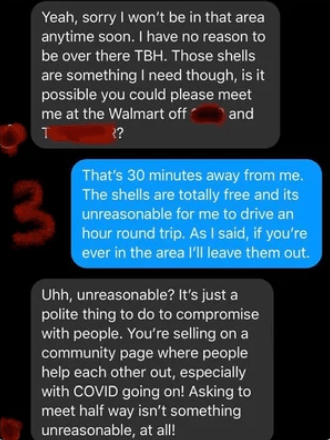 Yeah, sorry I won't be in that area
anytime soon. I have no reason to
be over there TBH. Those shells
are something I need though, is it
possible you could please meet
me at the Walmart off and
?
That's 30 minutes away from me.
The shells are totally free and its
unreasonable for me to drive an
hour round trip. As I said, if you're
ever in the area I'll leave them out.
3
Uhh, unreasonable? It's just a
polite thing to do to compromise
with people. You're selling on a
community page where people
help each other out, especially
with COVID going on! Asking to
meet half way isn't something
unreasonable, at all!